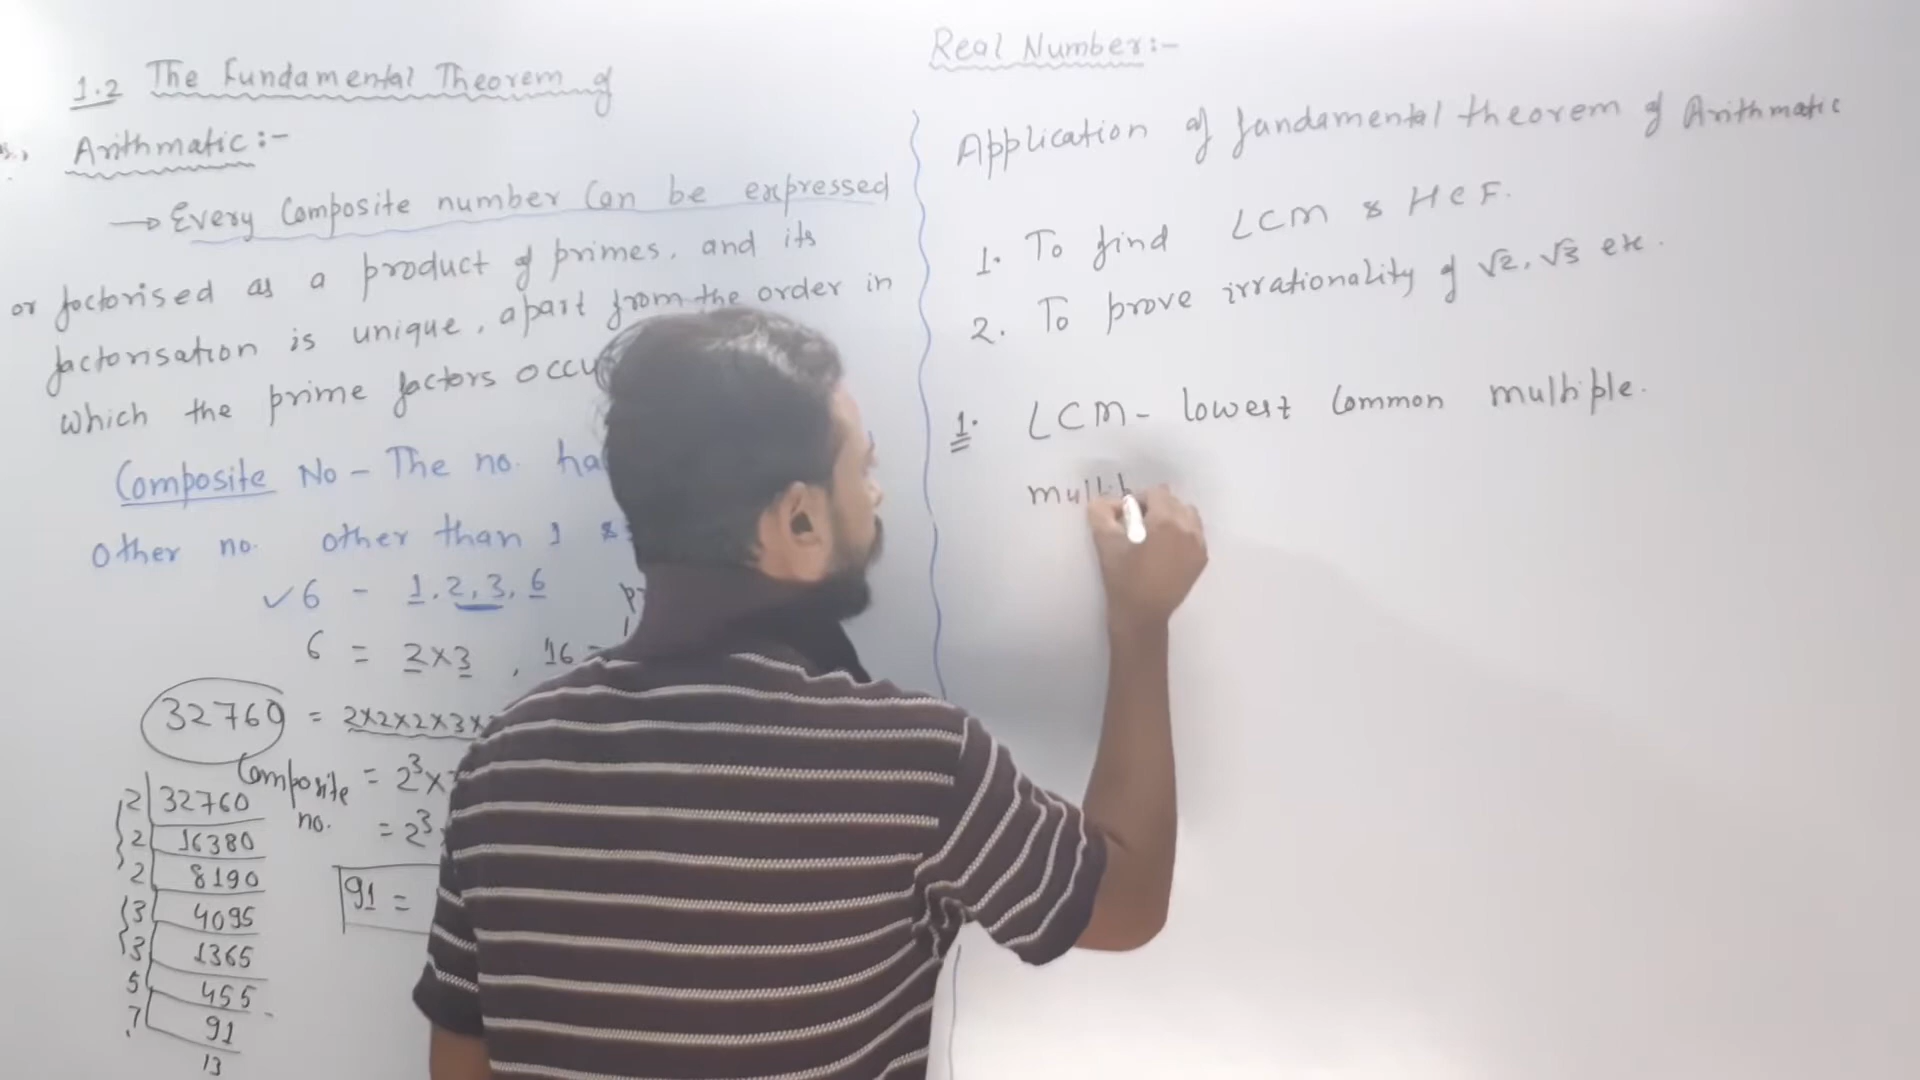 1.2 The Fundamental Theorem of
Arithmatic:-
→ Every Composite number Can be expressed
or factorised as a product of primes, and its
factorisation is unique, apart from the order in
which the prime factors occu
Composite No - The no. ha
Other no. other than 1 &
✓6 - 1, 2, 3, 6
6 = 2×3 , 16 =
32760 = 2×2×2×3×
Composite no. = 2³×
= 2³
2 32760
2 16380
2 8190
3 4095
3 1365
5 455
7 91
13
91 =
Real Number:-
Application of fundamental theorem of Arithmatic
1. To find LCM & HCF.
2. To prove irrationality of √2, √3 etc.
1. LCM - lowest Common multiple.
multip